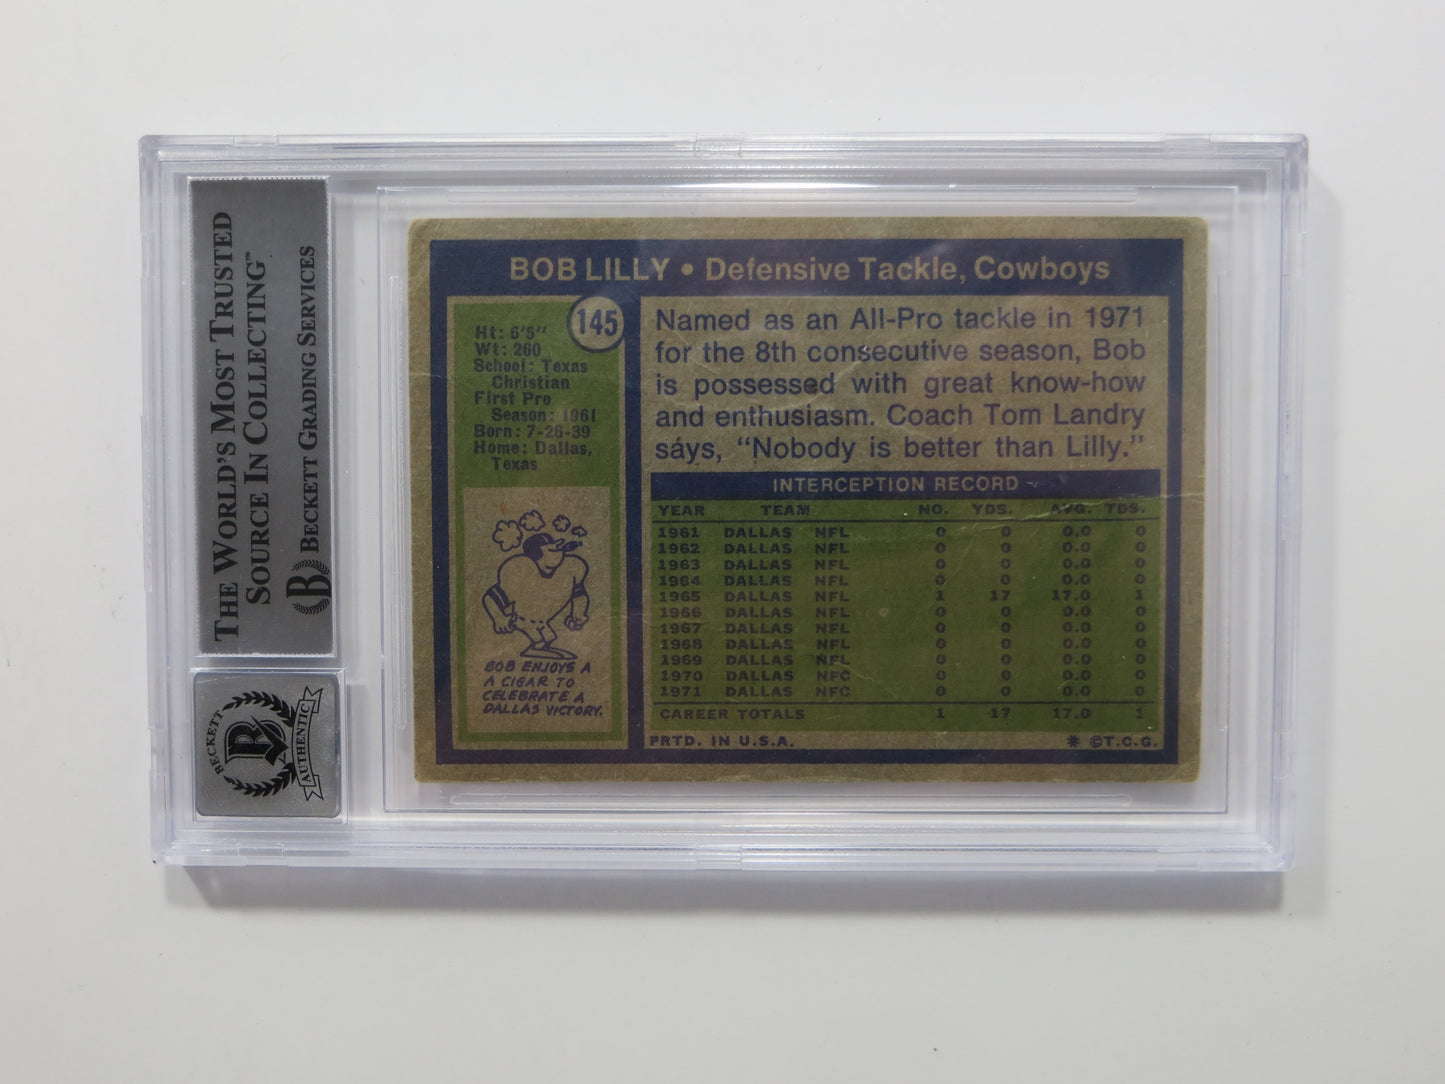 THE WORLD'S MOST TRUSTED
SOURCE IN COLLECTING™
B BECKETT GRADING SERVICES
BECKETT B AUTHENTIC
BOB LILLY • Defensive Tackle, Cowboys
145
Ht: 6'5"
Wt: 260
School: Texas
Christian
First Pro
Season: 1961
Born: 7-26-39
Home: Dallas,
Texas
BOB ENJOYS A
A CIGAR TO
CELEBRATE A
DALLAS VICTORY.
Named as an All-Pro tackle in 1971
for the 8th consecutive season, Bob
is possessed with great know-how
and enthusiasm. Coach Tom Landry
says, "Nobody is better than Lilly."
INTERCEPTION RECORD
YEAR TEAM NO. YDS. AVG. TDS.
1961 DALLAS NFL 0 0 0.0 0
1962 DALLAS NFL 0 0 0.0 0
1963 DALLAS NFL 0 0 0.0 0
1964 DALLAS NFL 0 0 0.0 0
1965 DALLAS NFL 1 17 17.0 1
1966 DALLAS NFL 0 0 0.0 0
1967 DALLAS NFL 0 0 0.0 0
1968 DALLAS NFL 0 0 0.0 0
1969 DALLAS NFL 0 0 0.0 0
1970 DALLAS NFC 0 0 0.0 0
1971 DALLAS NFC 0 0 0.0 0
CAREER TOTALS 1 17 17.0 1
PRTD. IN U.S.A. * ©T.C.G.